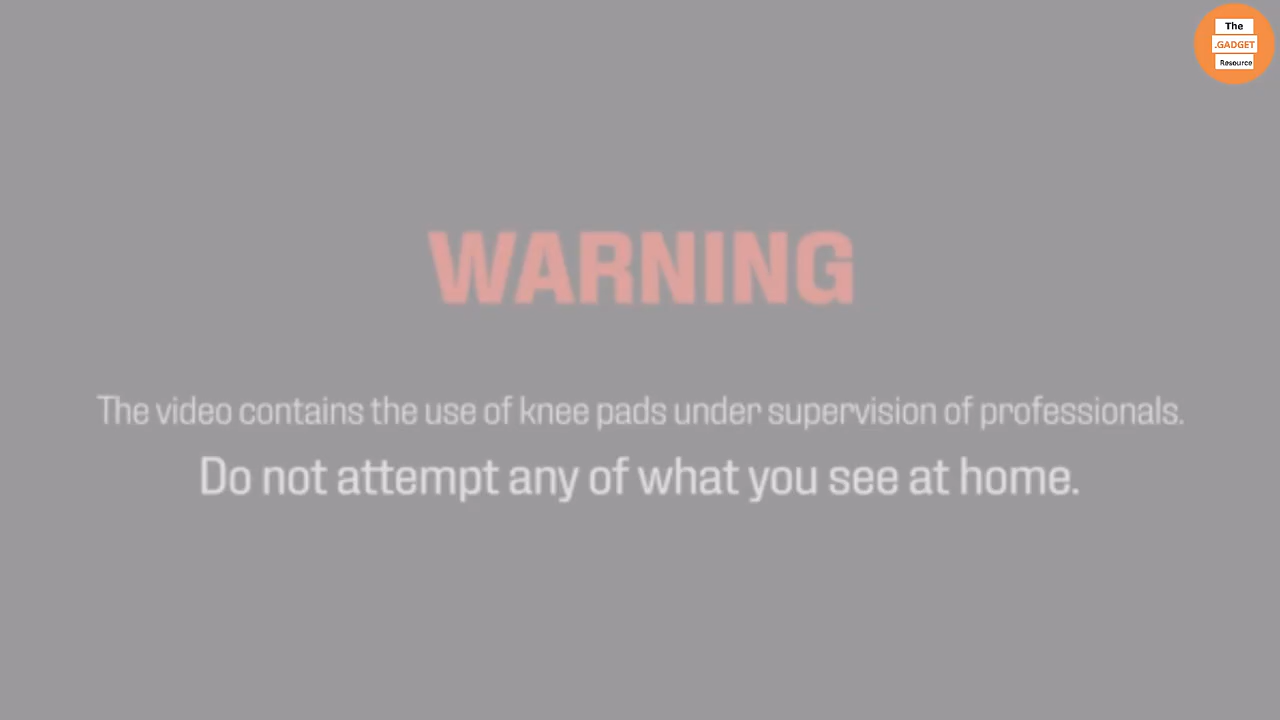 The
.GADGET
Resource
WARNING
The video contains the use of knee pads under supervision of professionals.
Do not attempt any of what you see at home.